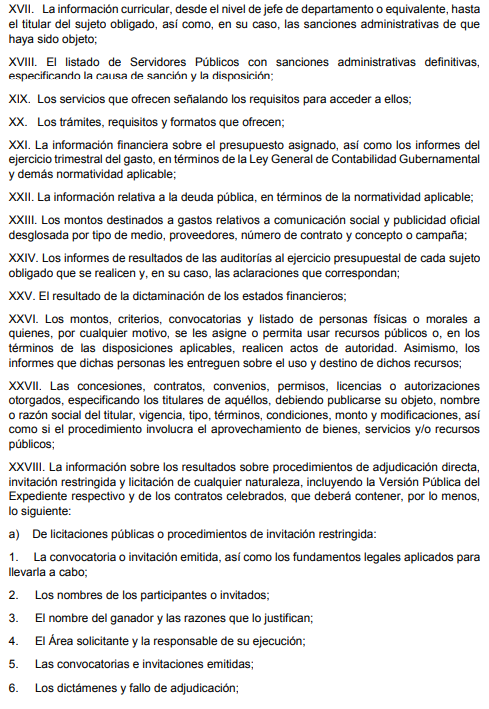 XVII. La información curricular, desde el nivel de jefe de departamento o equivalente, hasta
el titular del sujeto obligado, así como, en su caso, las sanciones administrativas de que
haya sido objeto;
XVIII. El listado de Servidores Públicos con sanciones administrativas definitivas,
especificando la causa de sanción y la disposición;
XIX. Los servicios que ofrecen señalando los requisitos para acceder a ellos;
XX. Los trámites, requisitos y formatos que ofrecen;
XXI. La información financiera sobre el presupuesto asignado, así como los informes del
ejercicio trimestral del gasto, en términos de la Ley General de Contabilidad Gubernamental
y demás normatividad aplicable;
XXII. La información relativa a la deuda pública, en términos de la normatividad aplicable;
XXIII. Los montos destinados a gastos relativos a comunicación social y publicidad oficial
desglosada por tipo de medio, proveedores, número de contrato y concepto o campaña;
XXIV. Los informes de resultados de las auditorías al ejercicio presupuestal de cada sujeto
obligado que se realicen y, en su caso, las aclaraciones que correspondan;
XXV. El resultado de la dictaminación de los estados financieros;
XXVI. Los montos, criterios, convocatorias y listado de personas físicas o morales a
quienes, por cualquier motivo, se les asigne o permita usar recursos públicos o, en los
términos de las disposiciones aplicables, realicen actos de autoridad. Asimismo, los
informes que dichas personas les entreguen sobre el uso y destino de dichos recursos;
XXVII. Las concesiones, contratos, convenios, permisos, licencias o autorizaciones
otorgados, especificando los titulares de aquéllos, debiendo publicarse su objeto, nombre
o razón social del titular, vigencia, tipo, términos, condiciones, monto y modificaciones, así
como si el procedimiento involucra el aprovechamiento de bienes, servicios y/o recursos
públicos;
XXVIII. La información sobre los resultados sobre procedimientos de adjudicación directa,
invitación restringida y licitación de cualquier naturaleza, incluyendo la Versión Pública del
Expediente respectivo y de los contratos celebrados, que deberá contener, por lo menos,
lo siguiente:
a) De licitaciones públicas o procedimientos de invitación restringida:
1. La convocatoria o invitación emitida, así como los fundamentos legales aplicados para
llevarla a cabo;
2. Los nombres de los participantes o invitados;
3. El nombre del ganador y las razones que lo justifican;
4. El Área solicitante y la responsable de su ejecución;
5. Las convocatorias e invitaciones emitidas;
6. Los dictámenes y fallo de adjudicación;